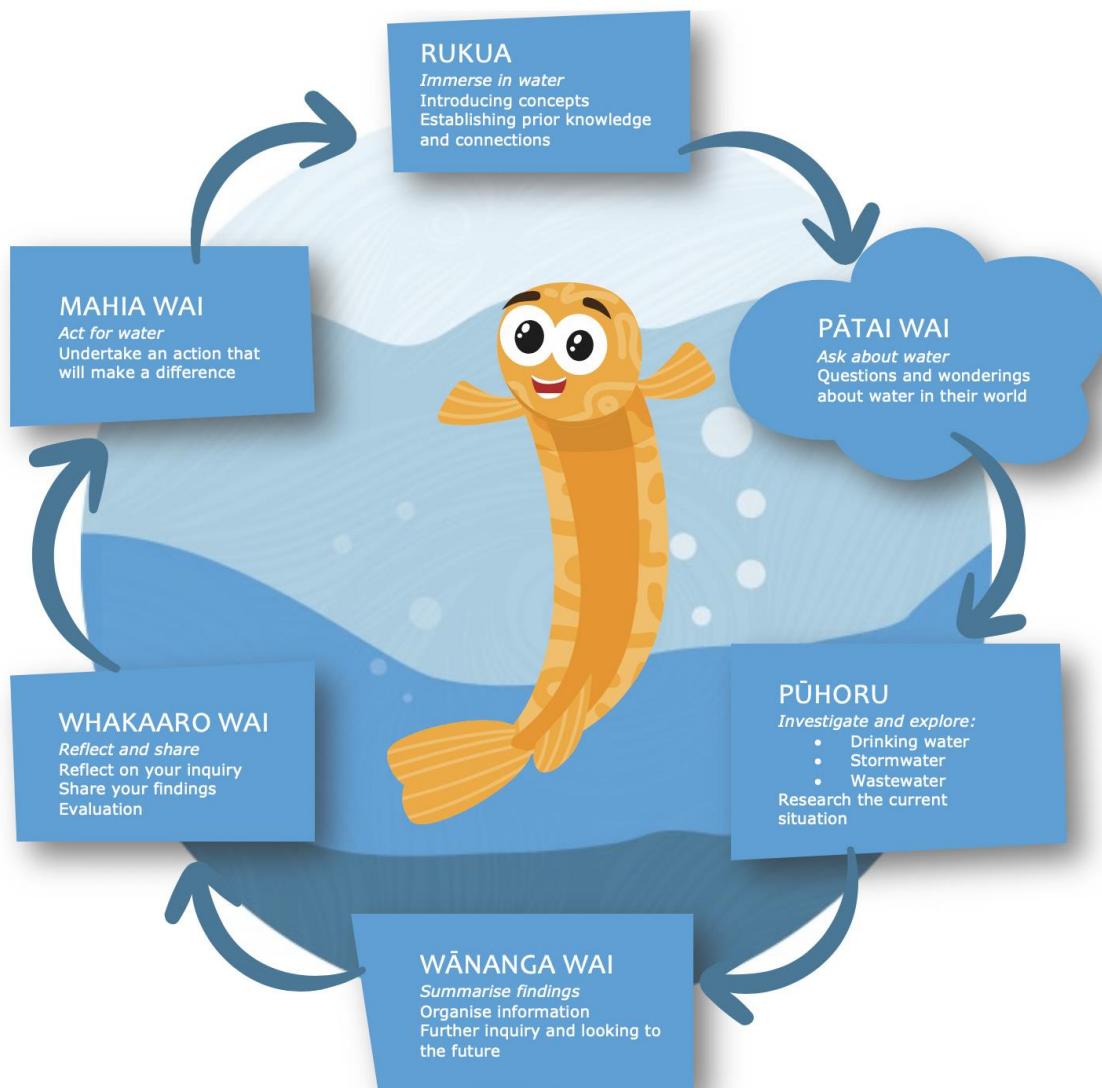 RUKUA
Immerse in water
Introducing concepts
Establishing prior knowledge
and connections
PĀTAI WAI
Ask about water
Questions and wonderings
about water in their world
PŪHORU
Investigate and explore:
• Drinking water
• Stormwater
• Wastewater
Research the current
situation
WĀNANGA WAI
Summarise findings
Organise information
Further inquiry and looking to
the future
WHAKAARO WAI
Reflect and share
Reflect on your inquiry
Share your findings
Evaluation
MAHIA WAI
Act for water
Undertake an action that
will make a difference